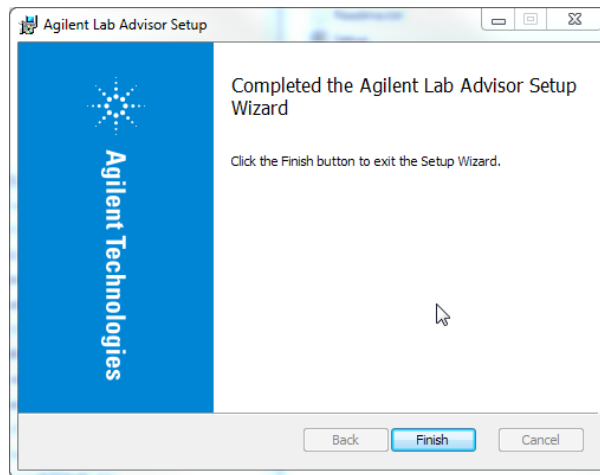 Agilent Lab Advisor Setup
Completed the Agilent Lab Advisor Setup
Wizard
Click the Finish button to exit the Setup Wizard.
Agilent Technologies
Back
Finish
Cancel